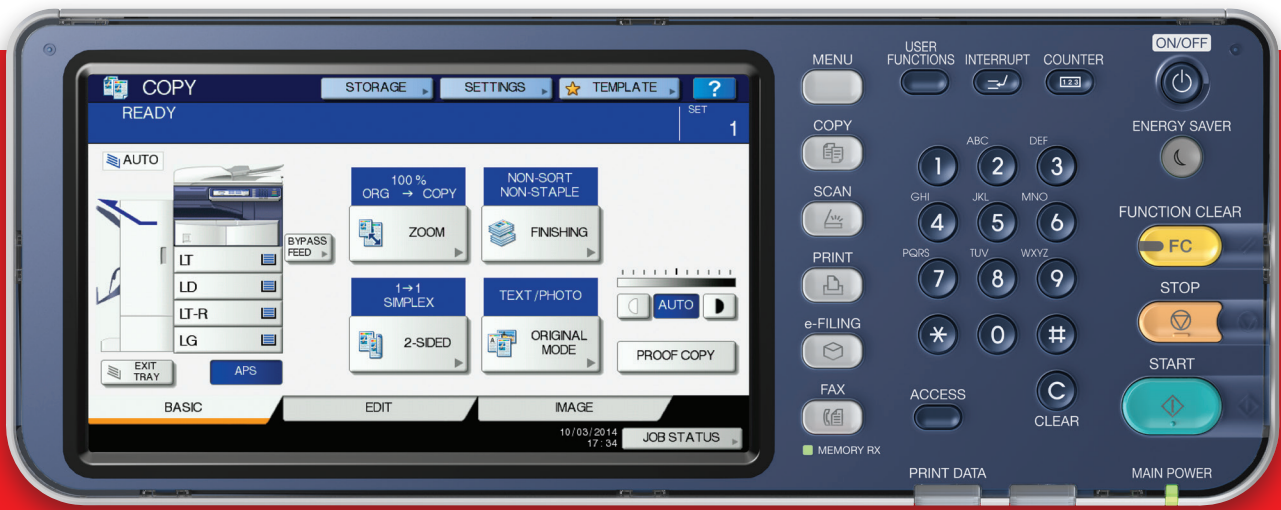 COPY
STORAGE
SETTINGS
TEMPLATE
?
READY
SET
1
AUTO
100 %
ORG → COPY
ZOOM
NON-SORT
NON-STAPLE
FINISHING
BYPASS
FEED
LT
LD
LT-R
LG
1→1
SIMPLEX
2-SIDED
TEXT/PHOTO
ORIGINAL
MODE
AUTO
PROOF COPY
EXIT
TRAY
APS
BASIC
EDIT
IMAGE
10/03/2014
17:34
JOB STATUS
MENU
COPY
SCAN
PRINT
e-FILING
FAX
MEMORY RX
USER
FUNCTIONS
INTERRUPT
COUNTER
123
ABC
DEF
1
2
3
GHI
JKL
MNO
4
5
6
PQRS
TUV
WXYZ
7
8
9
*
0
#
ACCESS
C
CLEAR
PRINT DATA
ON/OFF
ENERGY SAVER
FUNCTION CLEAR
FC
STOP
START
MAIN POWER